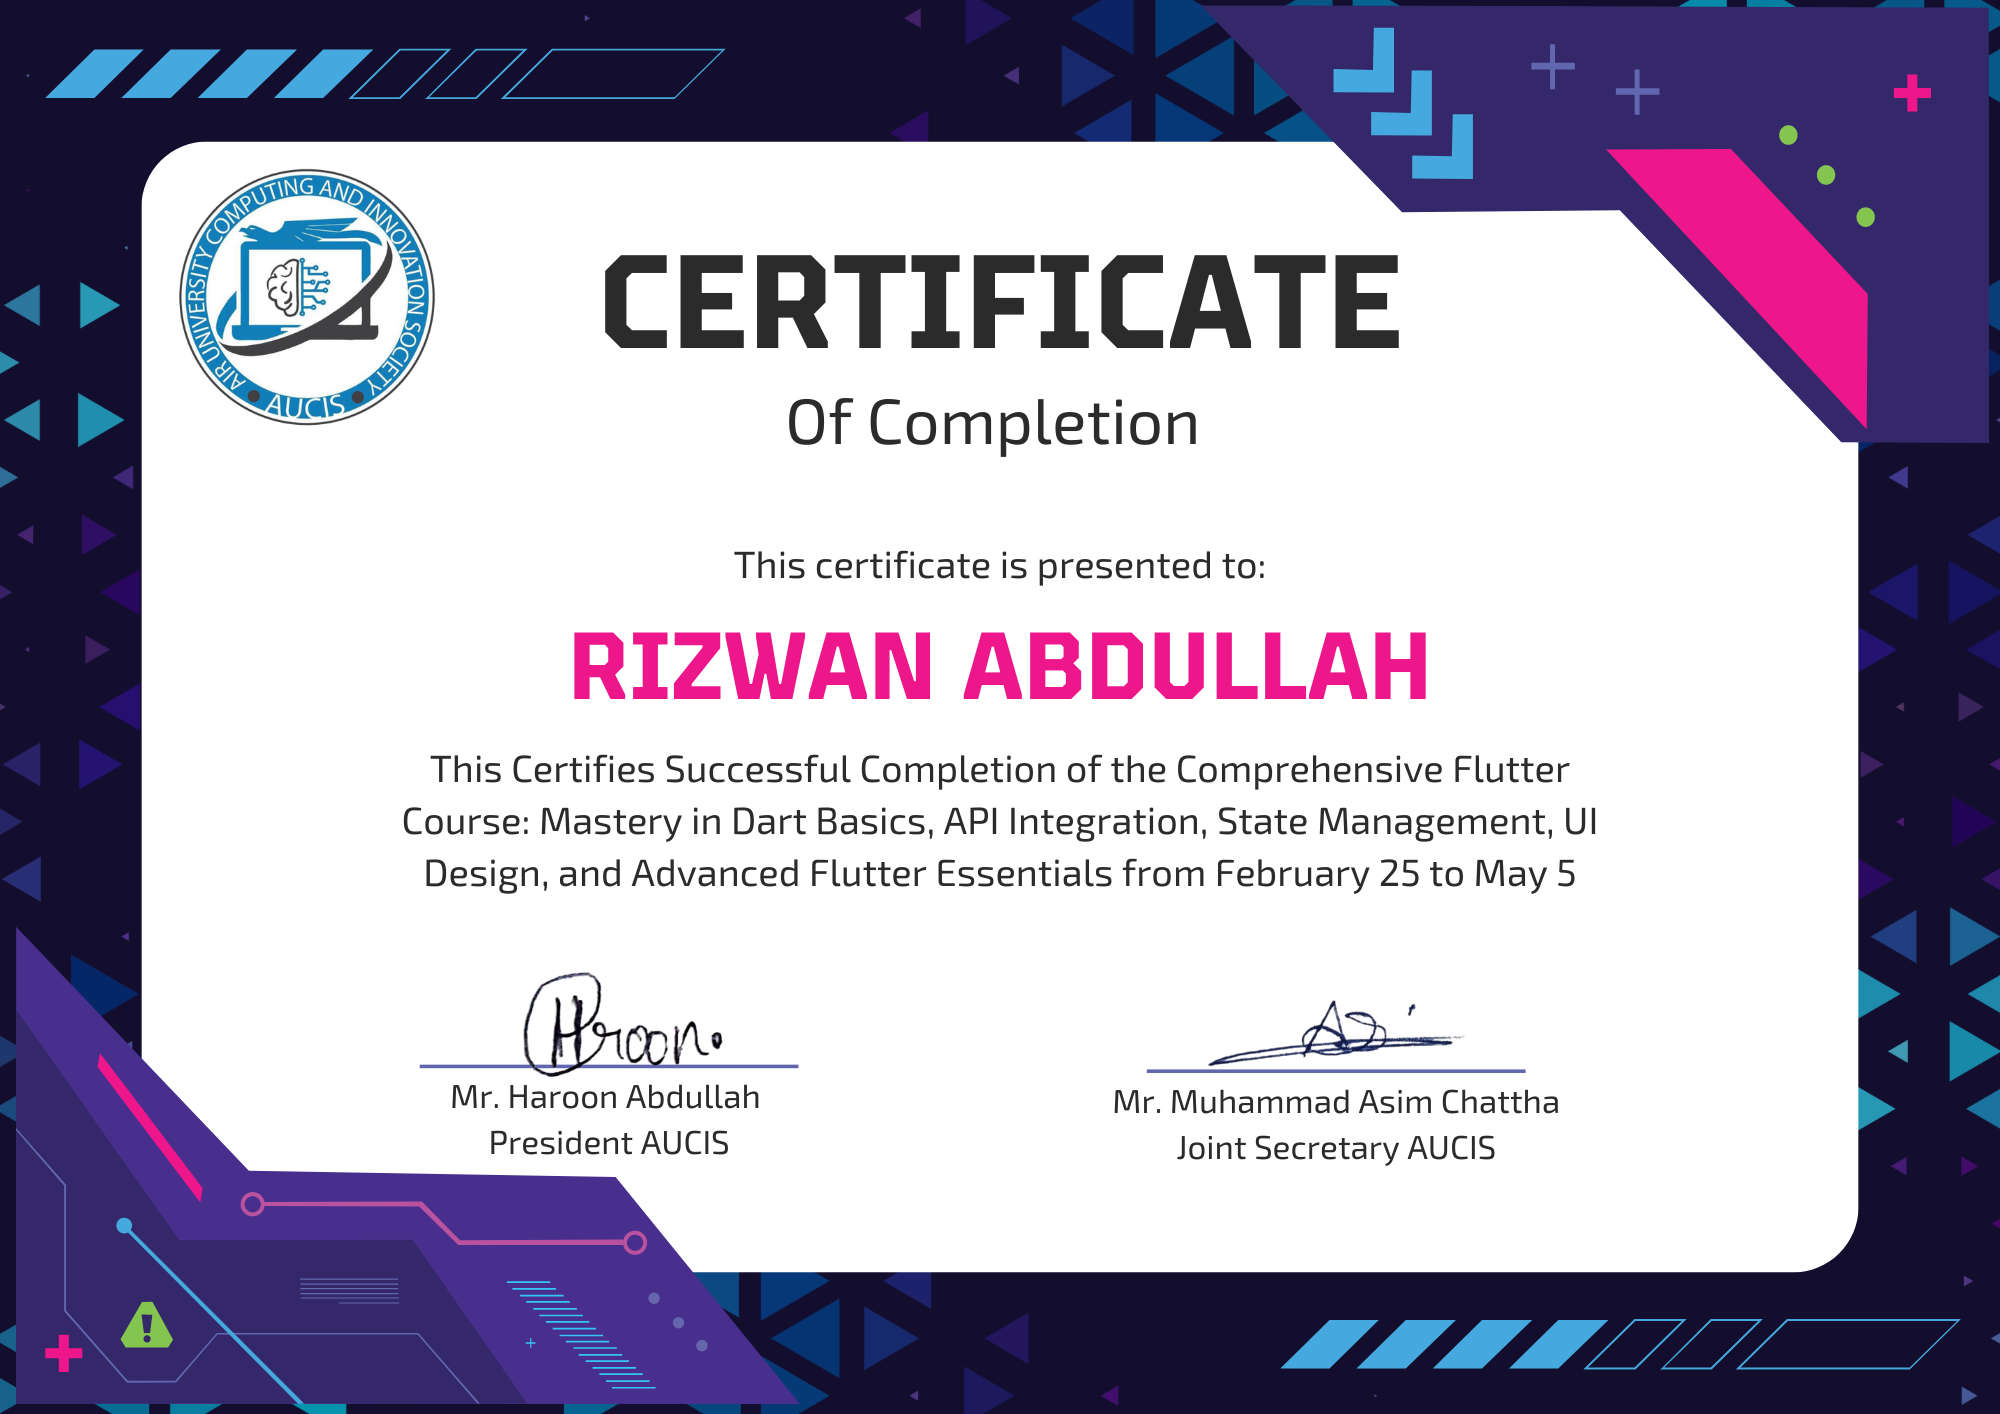 AIR UNIVERSITY COMPUTING AND INNOVATION SOCIETY
AUCIS
CERTIFICATE
Of Completion
This certificate is presented to:
RIZWAN ABDULLAH
This Certifies Successful Completion of the Comprehensive Flutter
Course: Mastery in Dart Basics, API Integration, State Management, UI
Design, and Advanced Flutter Essentials from February 25 to May 5
Haroon.
Mr. Haroon Abdullah
President AUCIS
Mr. Muhammad Asim Chattha
Joint Secretary AUCIS